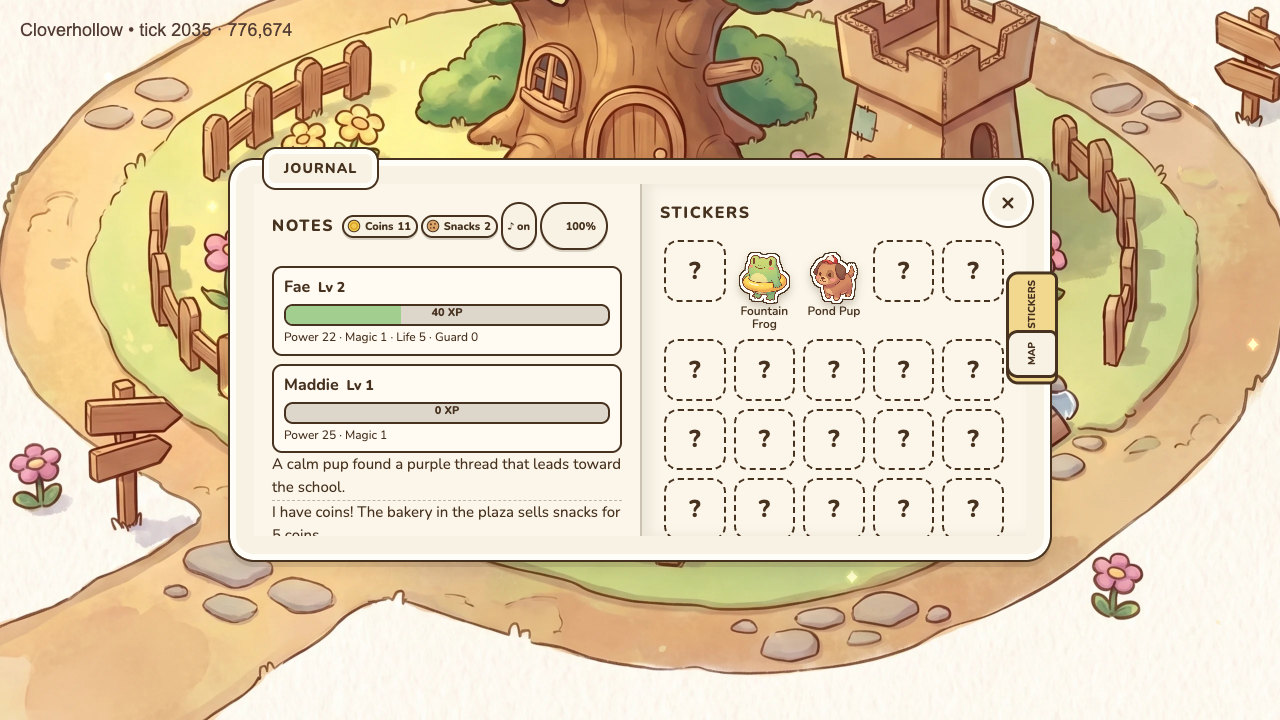 Cloverhollow • tick 2035 · 776,674
JOURNAL
NOTES
Coins 11
Snacks 2
♪ on
100%
Fae Lv 2
40 XP
Power 22 · Magic 1 · Life 5 · Guard 0
Maddie Lv 1
0 XP
Power 25 · Magic 1
A calm pup found a purple thread that leads toward
the school.
I have coins! The bakery in the plaza sells snacks for
5 coins
STICKERS
×
? ? ?
Fountain
Frog
Pond Pup
? ? ? ? ?
? ? ? ? ?
? ? ? ? ?
STICKERS
MAP